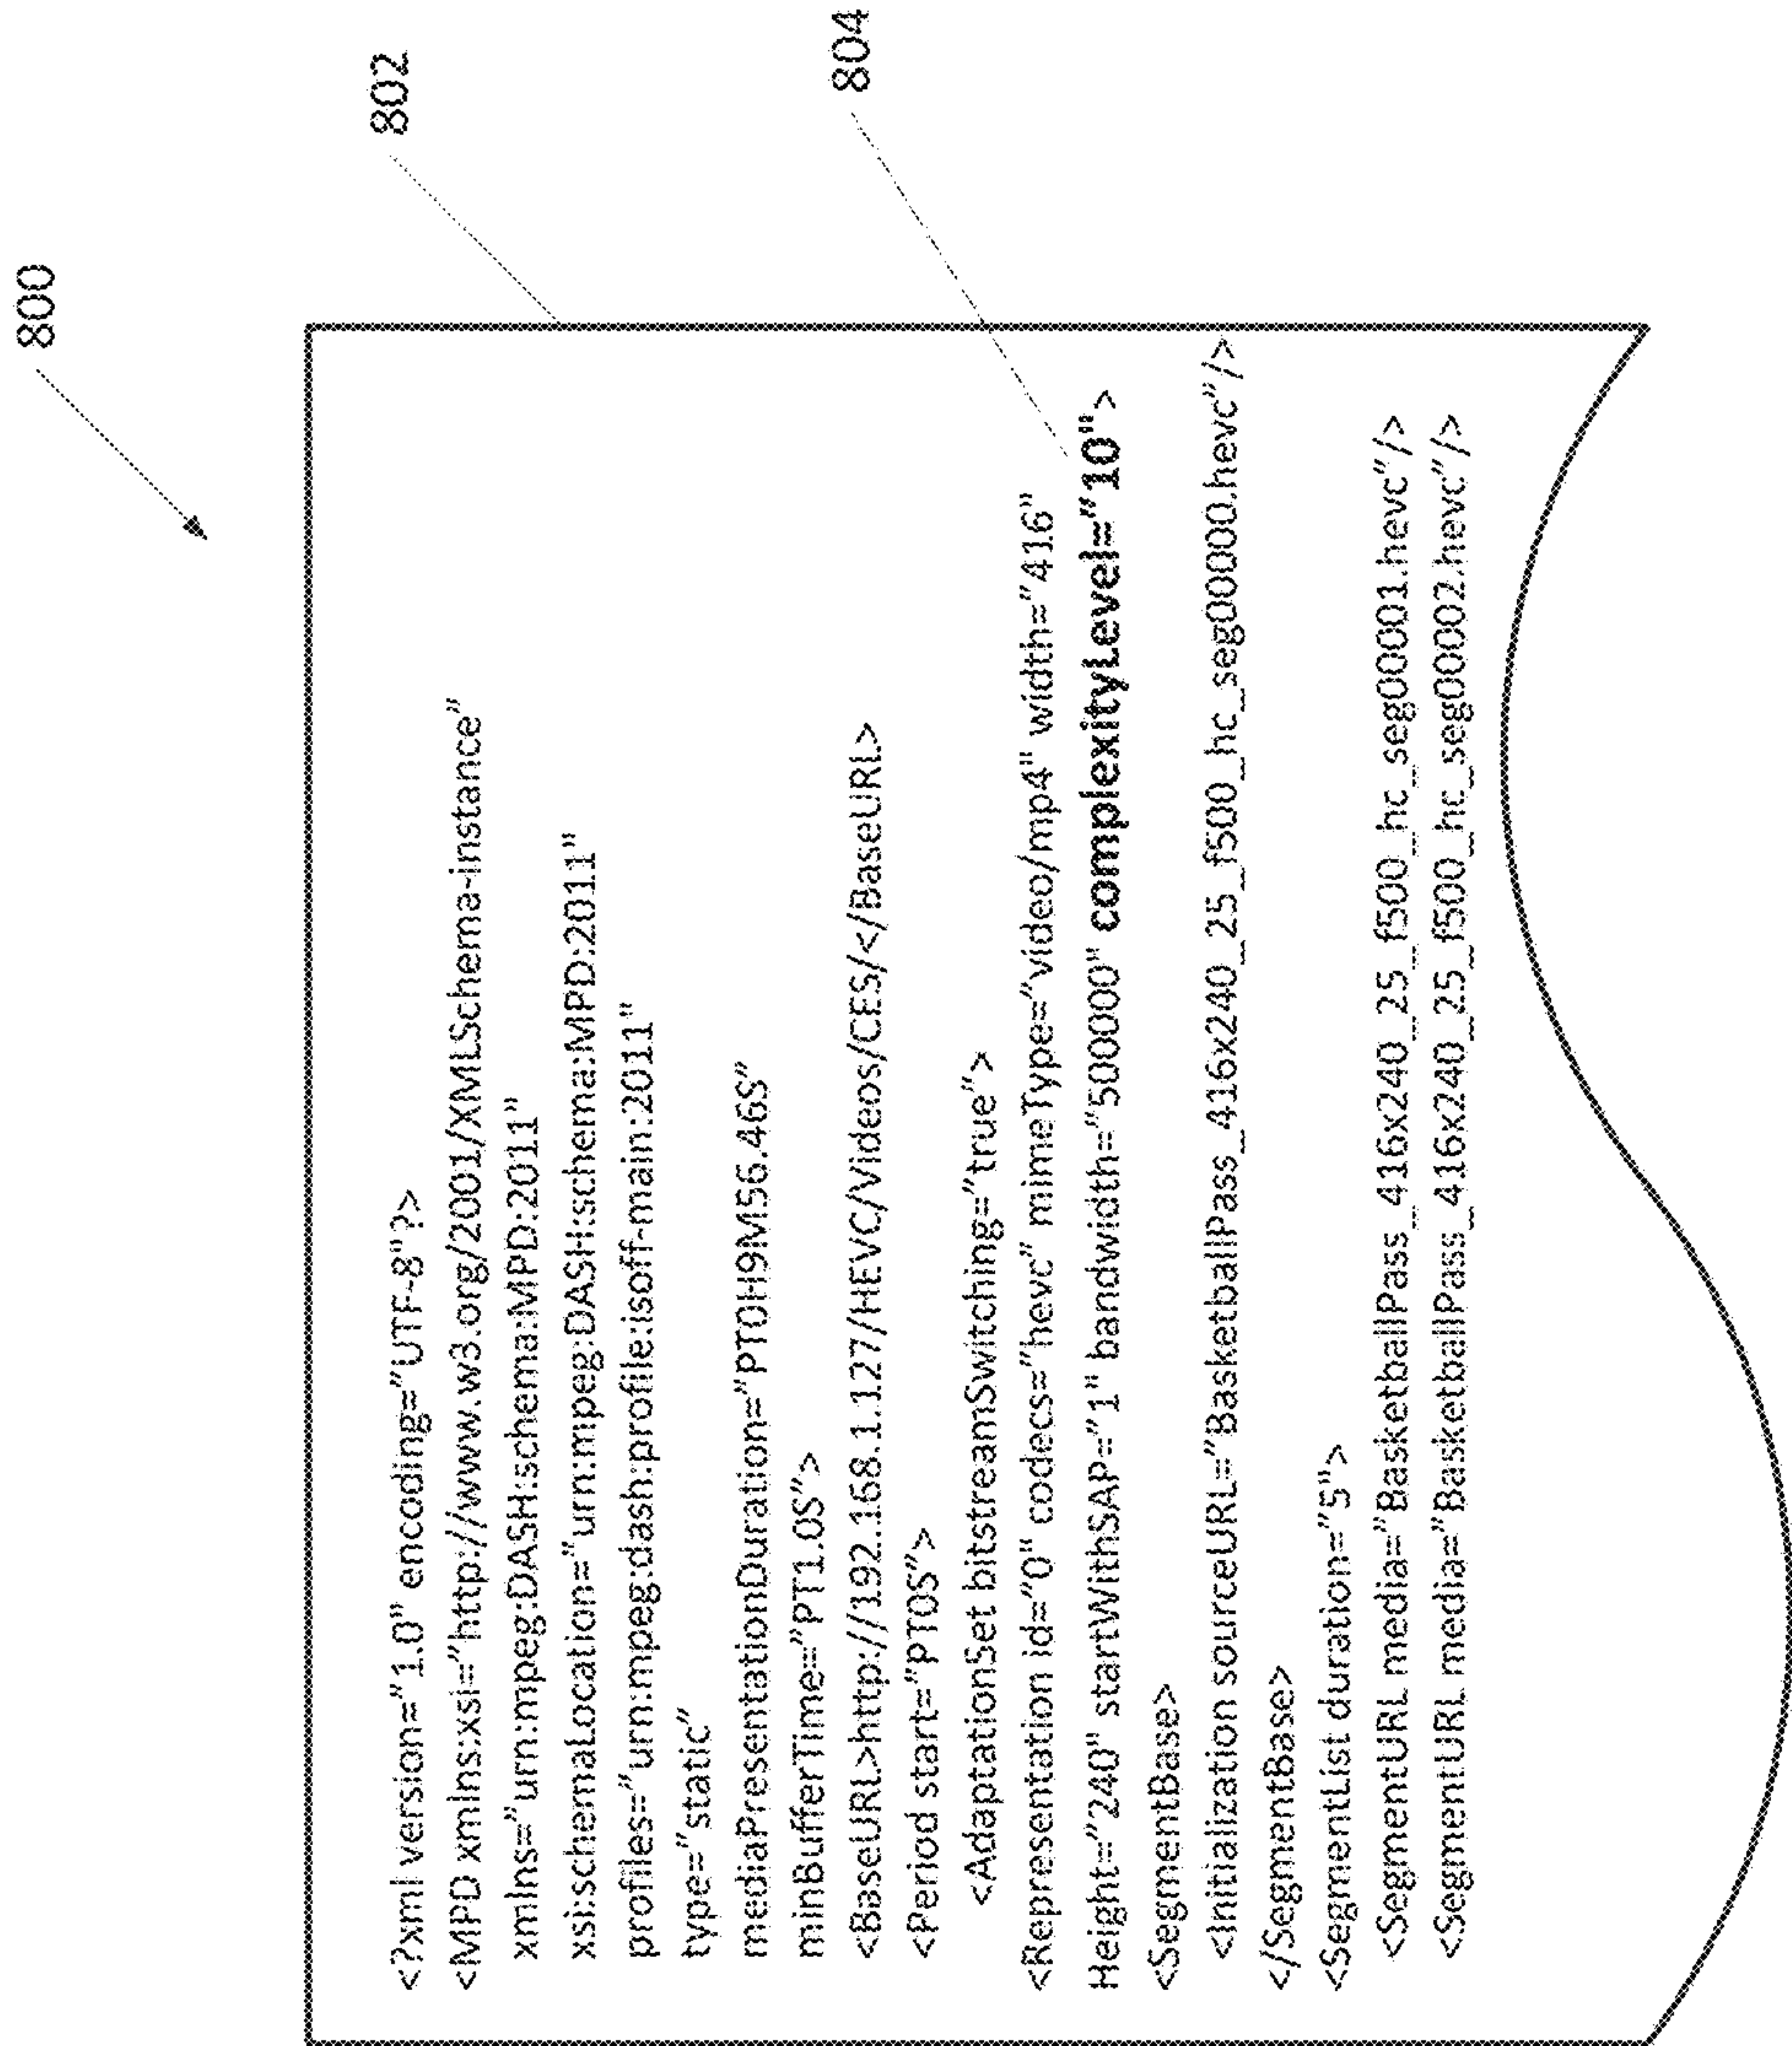 800
802
<?xml version="1.0" encoding="UTF-8"?>
<MPD xmlns:xsi="http://www.w3.org/2001/XMLSchema-instance"
xmlns="urn:mpeg:DASH:schema:MPD:2011"
xsi:schemaLocation="urn:mpeg:DASH:schema:MPD:2011"
profiles="urn:mpeg:dash:profile:isoff-main:2011"
type="static"
mediaPresentationDuration="PT0H9M56.46S"
minBufferTime="PT1.0S">
<BaseURL>http://192.168.1.127/HEVC/Videos/CES/</BaseURL>
804
<Period start="PT0S">
<AdaptationSet bitstreamSwitching="true">
<Representation id="0" codecs="hevc" mimeType="video/mp4" width="416"
Height="240" startWithSAP="1" bandwidth="500000" complexityLevel="10">
<SegmentBase>
<Initialization sourceURL="BasketballPass_416x240_25_f500_hc_seg00000.hevc"/>
</SegmentBase>
<SegmentList duration="5">
<SegmentURL media="BasketballPass_416x240_25_f500_hc_seg00001.hevc"/>
<SegmentURL media="BasketballPass_416x240_25_f500_hc_seg00002.hevc"/>